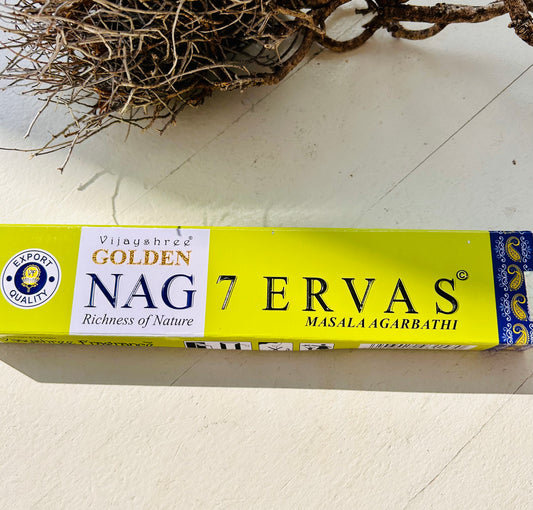 EXPORT
QUALITY
Vijayshree®
GOLDEN
NAG
Richness of Nature
7 ERVAS©
MASALA AGARBATHI